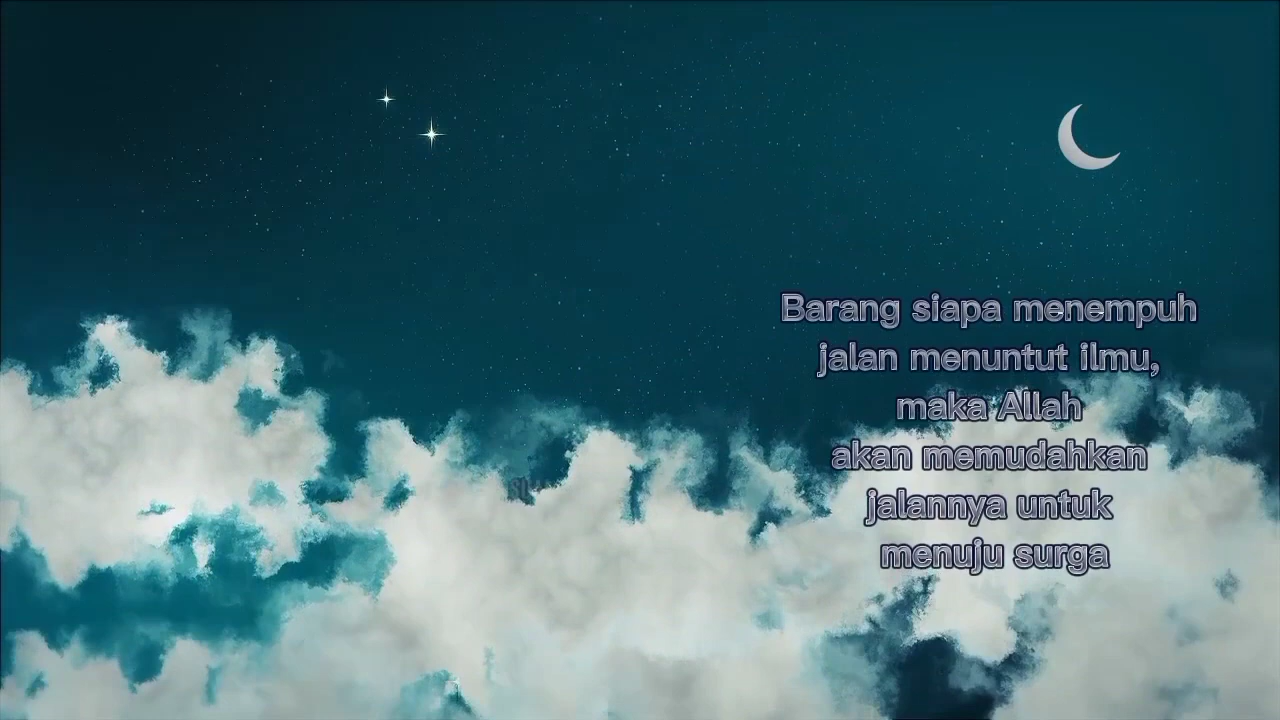 Barang siapa menempuh
jalan menuntut ilmu,
maka Allah
akan memudahkan
jalannya untuk
menuju surga